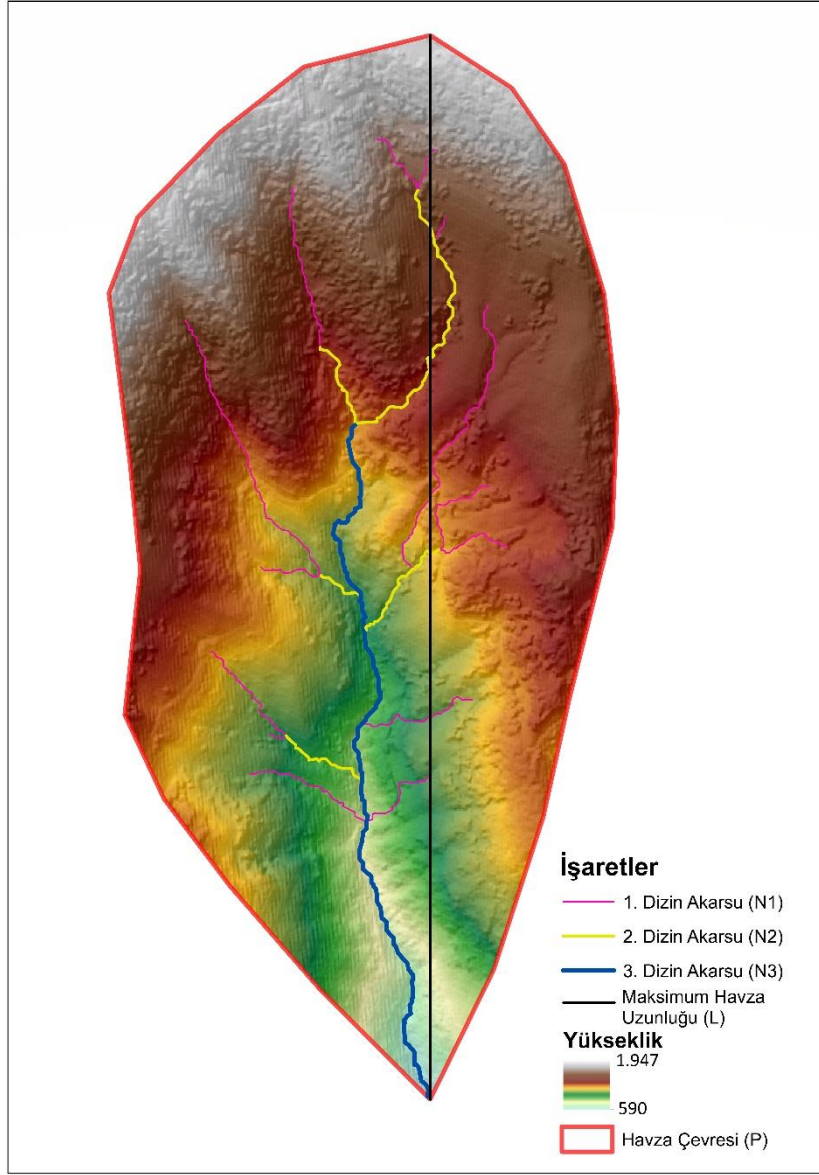 İşaretler
1. Dizin Akarsu (N1)
2. Dizin Akarsu (N2)
3. Dizin Akarsu (N3)
Maksimum Havza
Uzunluğu (L)
Yükseklik
1.947
590
Havza Çevresi (P)